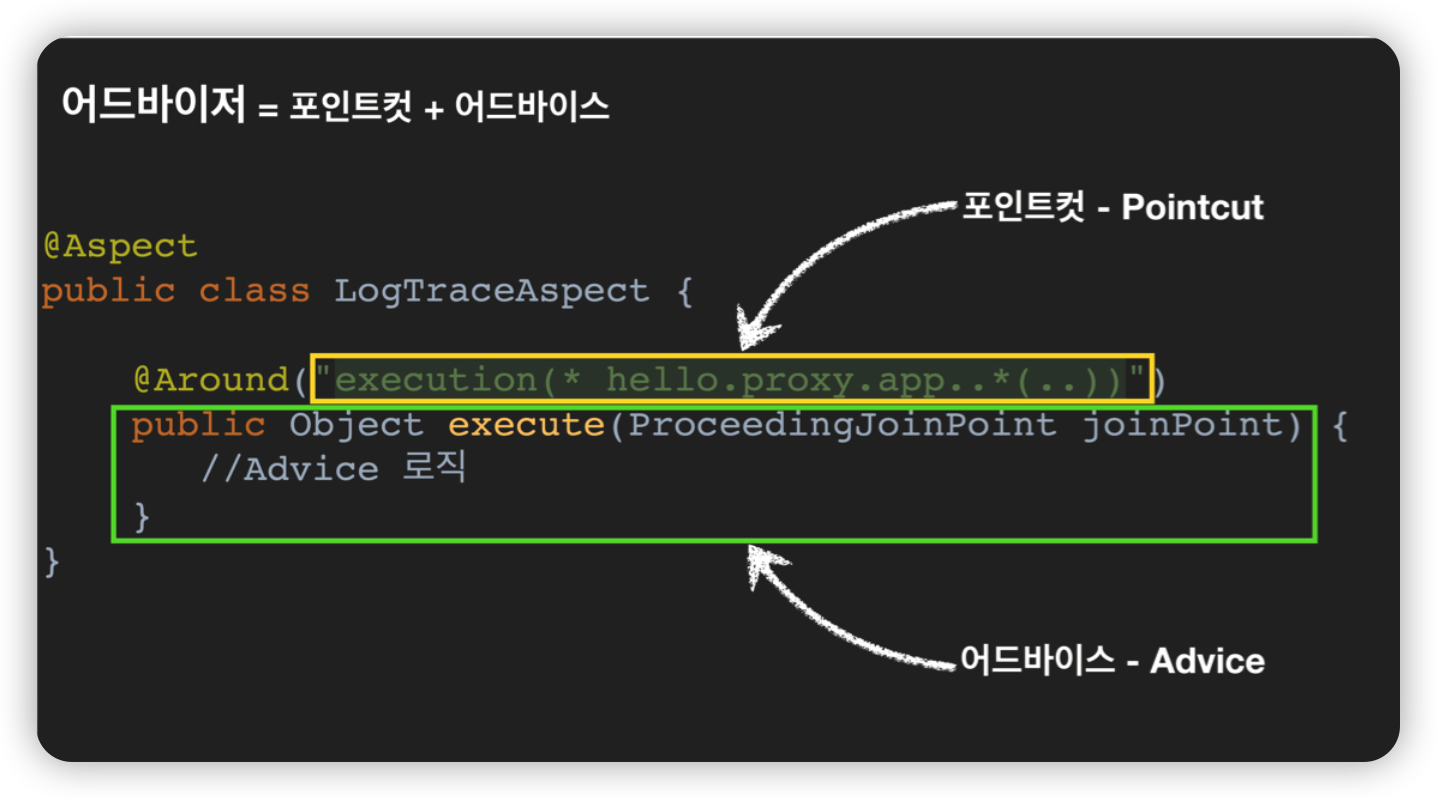 어드바이저 = 포인트컷 + 어드바이스
포인트컷 - Pointcut
@Aspect
public class LogTraceAspect {
@Around("execution(* hello.proxy.app..*(..))")
public Object execute(ProceedingJoinPoint joinPoint) {
//Advice 로직
}
}
어드바이스 - Advice